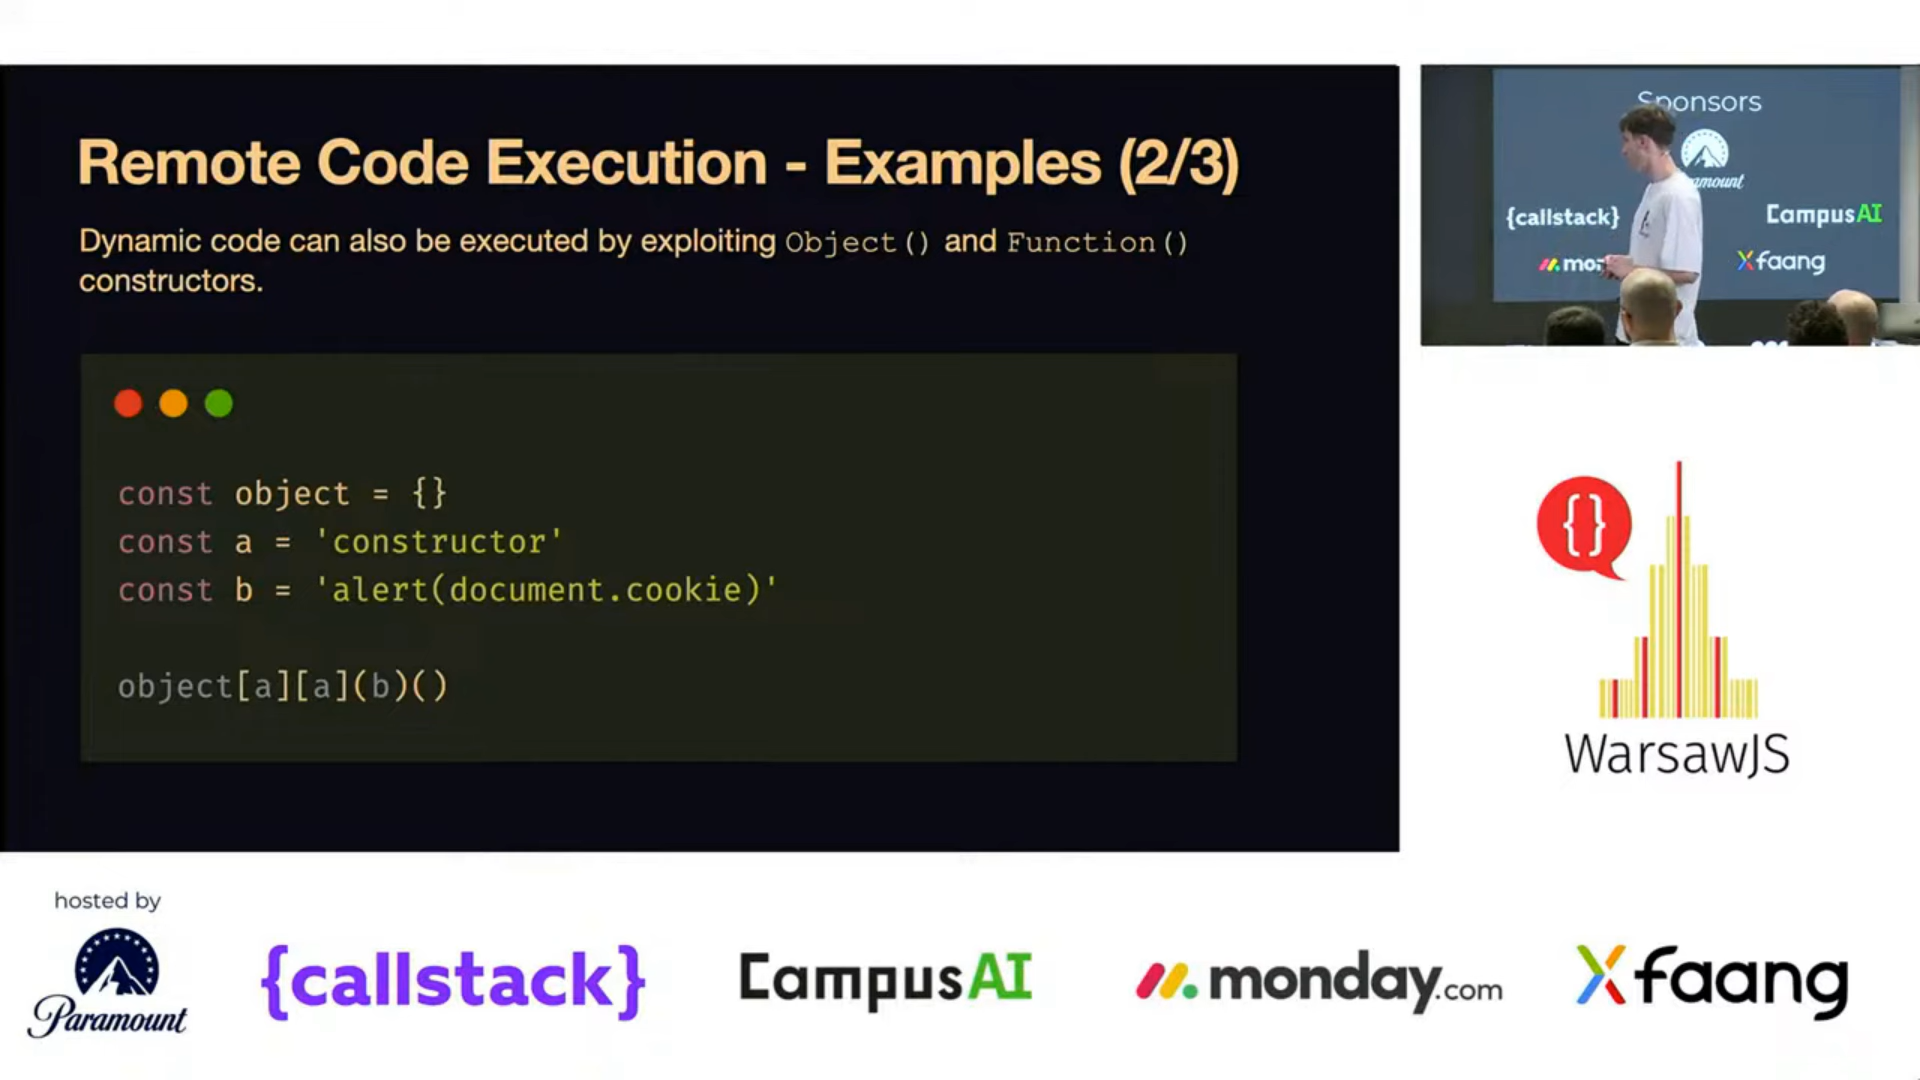 Remote Code Execution - Examples (2/3)
Dynamic code can also be executed by exploiting Object() and Function()
constructors.
const object = {}
const a = 'constructor'
const b = 'alert(document.cookie)'
object[a][a](b)()
Sponsors
{callstack}
CampusAI
faang
{}
WarsawJS
hosted by
Paramount
{callstack}
CampusAI
monday.com
faang